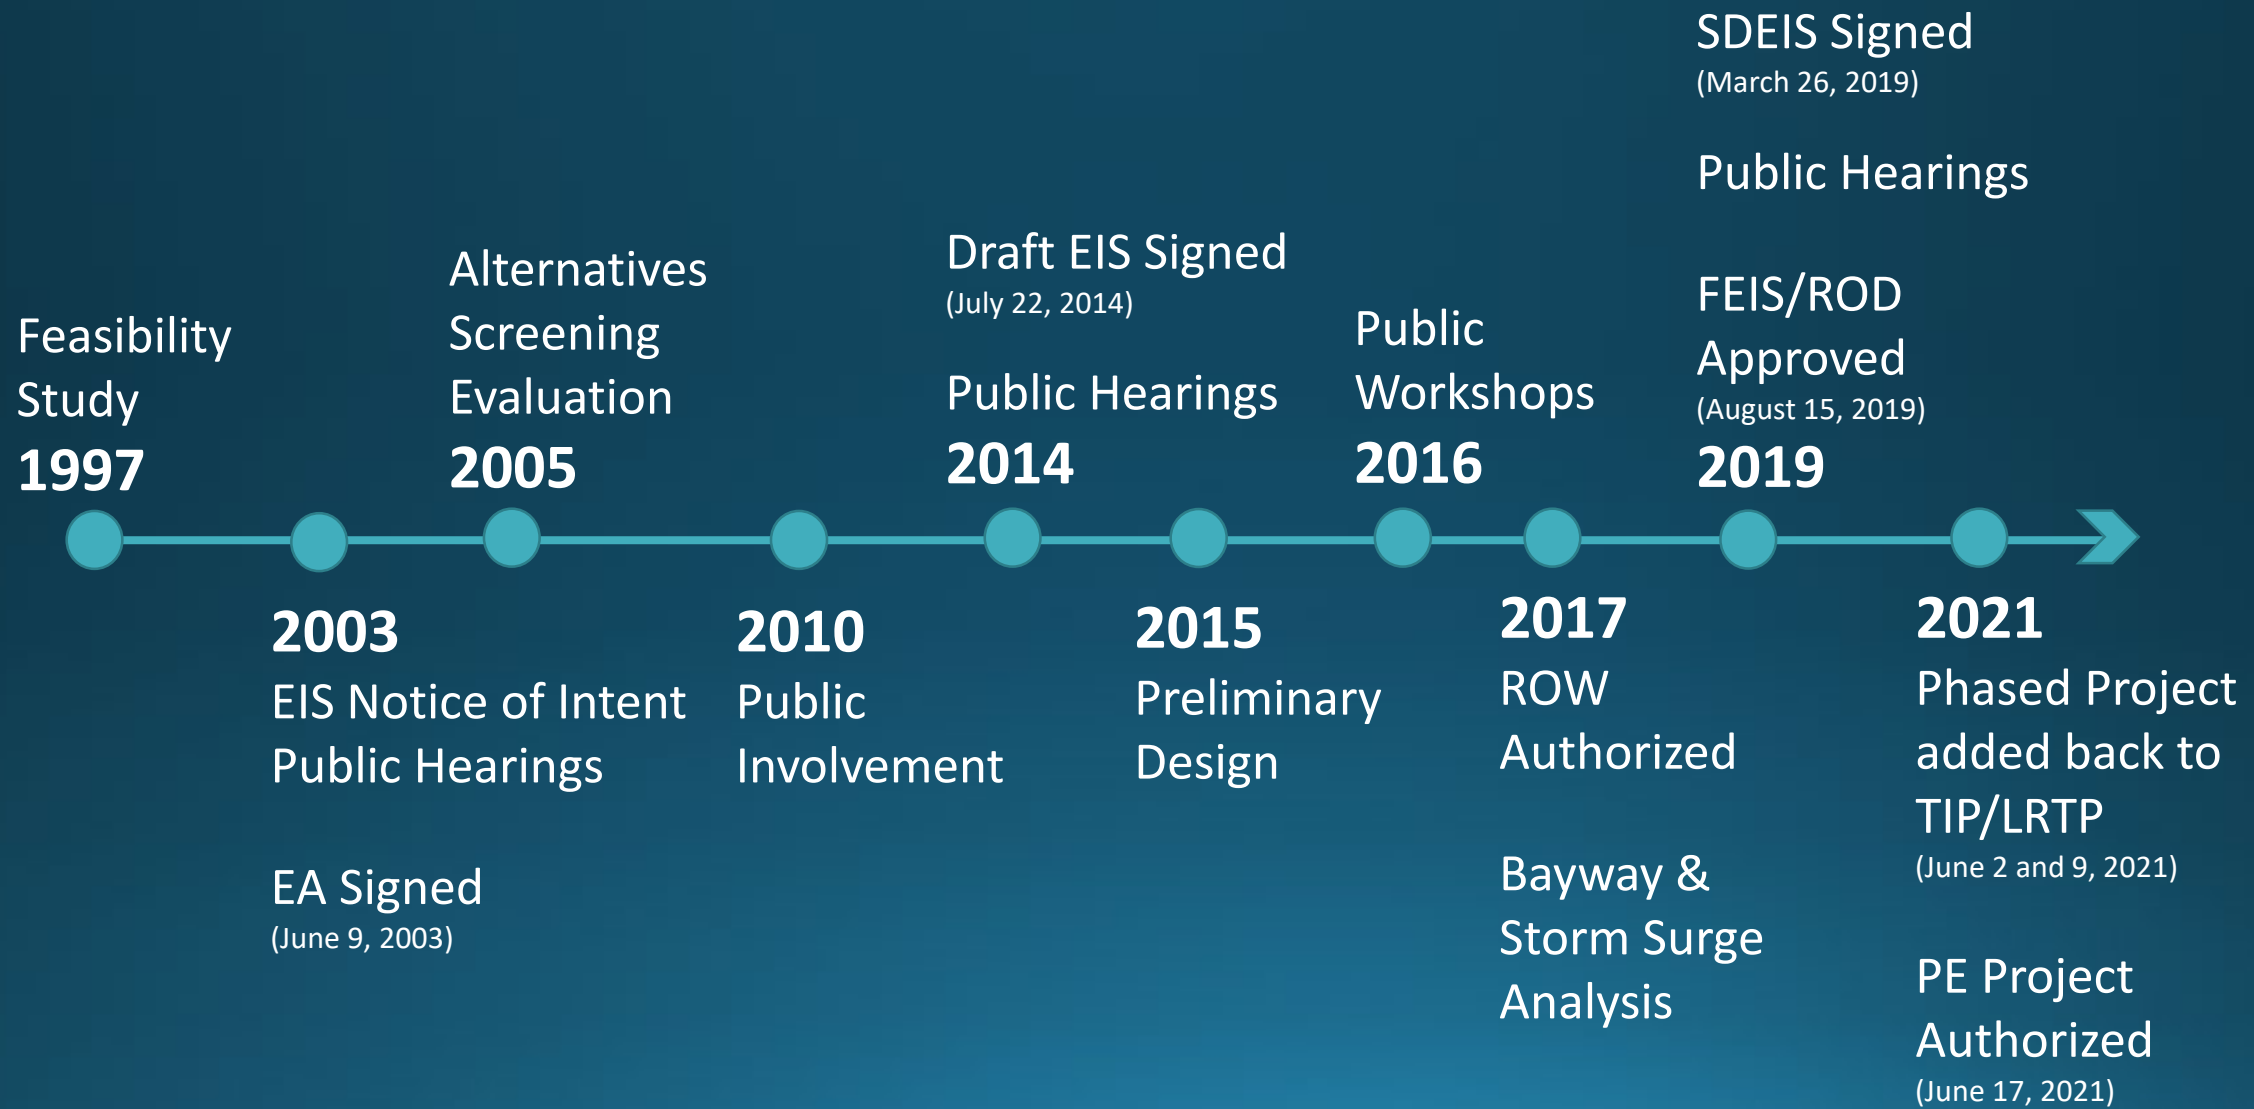 Feasibility
Study
1997
2003
EIS Notice of Intent
Public Hearings
EA Signed
(June 9, 2003)
Alternatives
Screening
Evaluation
2005
2010
Public
Involvement
Draft EIS Signed
(July 22, 2014)
Public Hearings
2014
2015
Preliminary
Design
Public
Workshops
2016
2017
ROW
Authorized
Bayway &
Storm Surge
Analysis
SDEIS Signed
(March 26, 2019)
Public Hearings
FEIS/ROD
Approved
(August 15, 2019)
2019
2021
Phased Project
added back to
TIP/LRTP
(June 2 and 9, 2021)
PE Project
Authorized
(June 17, 2021)